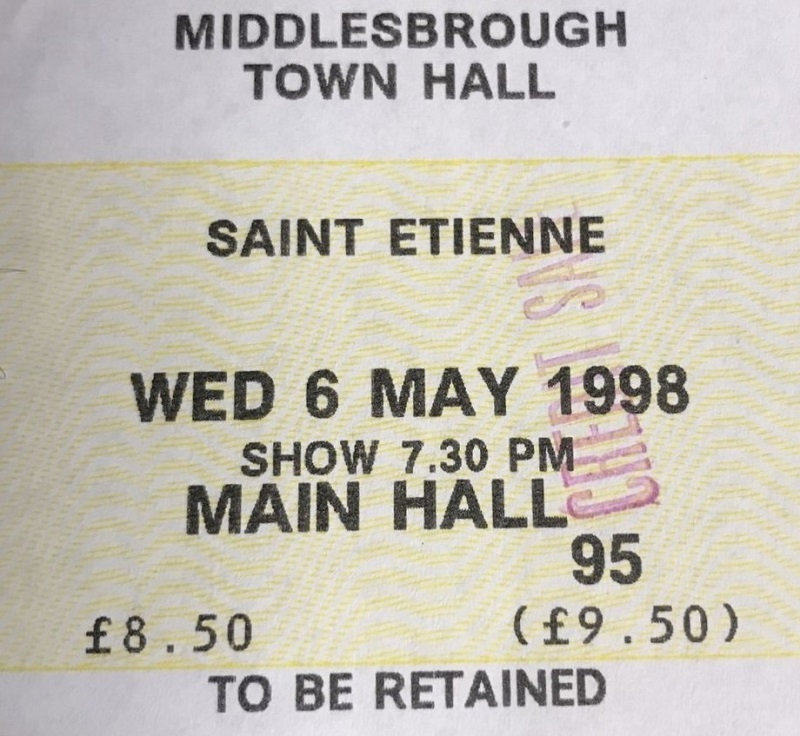 MIDDLESBROUGH
TOWN HALL
SAINT ETIENNE
WED 6 MAY 1998
SHOW 7.30 PM
MAIN HALL
95
£8.50 (£9.50)
TO BE RETAINED
CREDIT